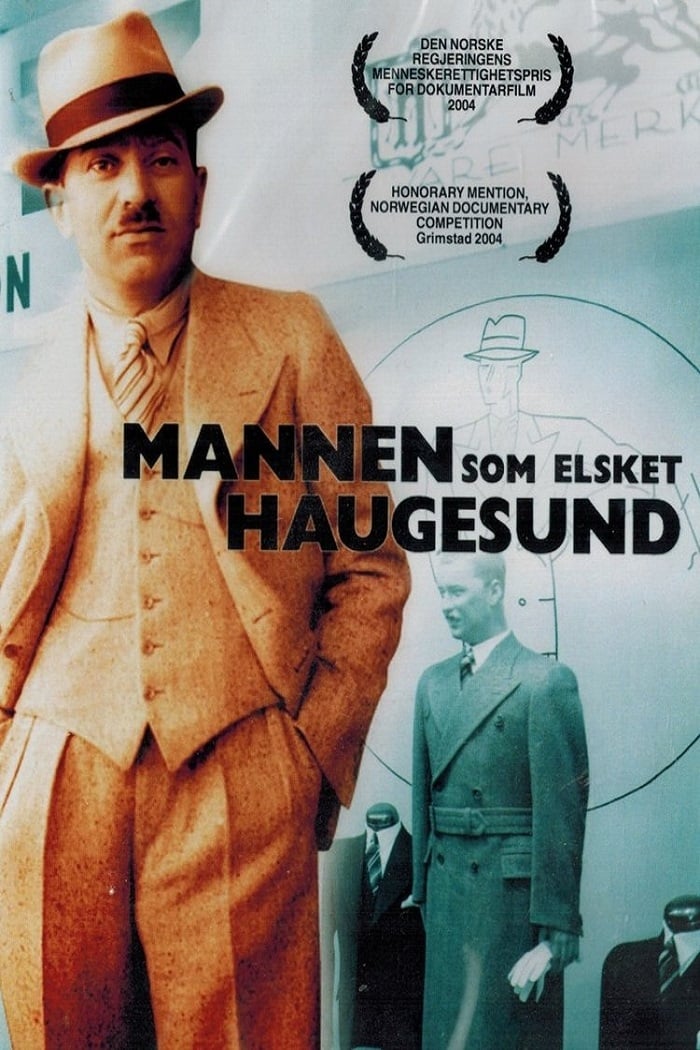 DEN NORSKE
REGJERINGENS
MENNESKERETTIGHETSPRIS
FOR DOKUMENTARFILM
2004
HONORARY MENTION,
NORWEGIAN DOCUMENTARY
COMPETITION
Grimstad 2004
MANNEN SOM ELSKET
HAUGESUND